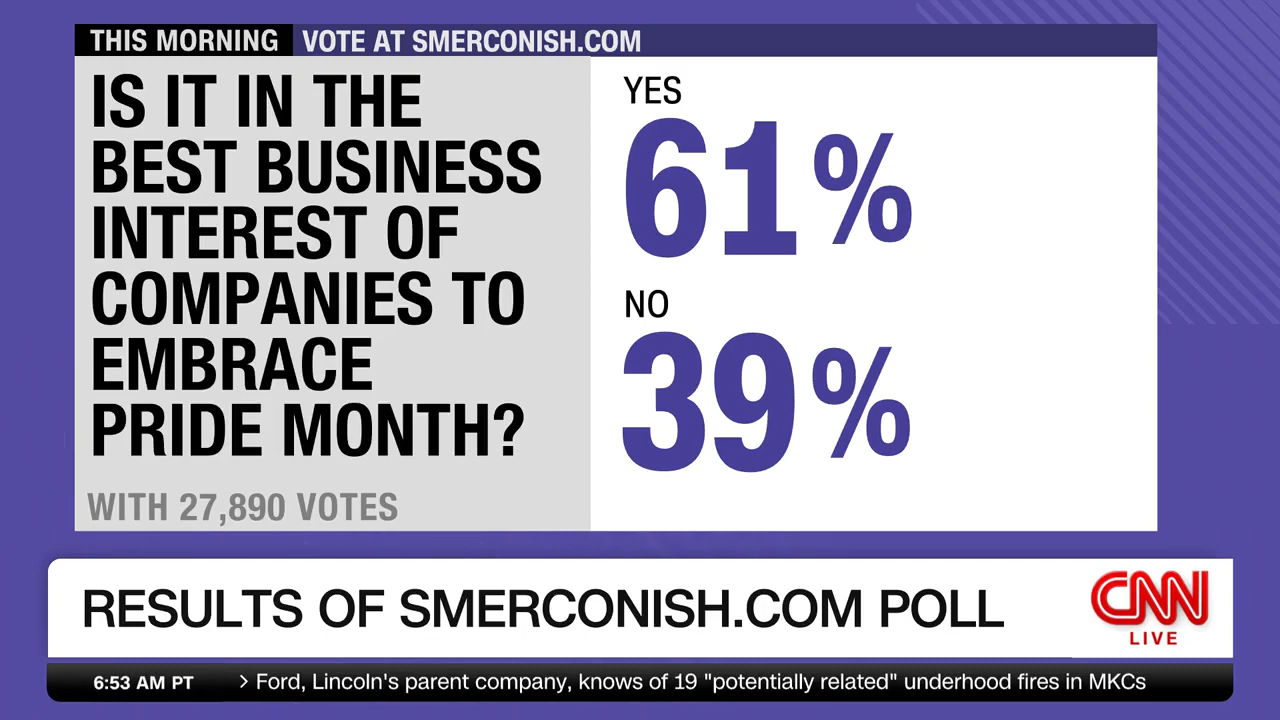 THIS MORNING VOTE AT SMERCONISH.COM
IS IT IN THE
BEST BUSINESS
INTEREST OF
COMPANIES TO
EMBRACE
PRIDE MONTH?
WITH 27,890 VOTES
YES
61%
NO
39%
RESULTS OF SMERCONISH.COM POLL
CNN
LIVE
6:53 AM PT > Ford, Lincoln's parent company, knows of 19 "potentially related" underhood fires in MKCs